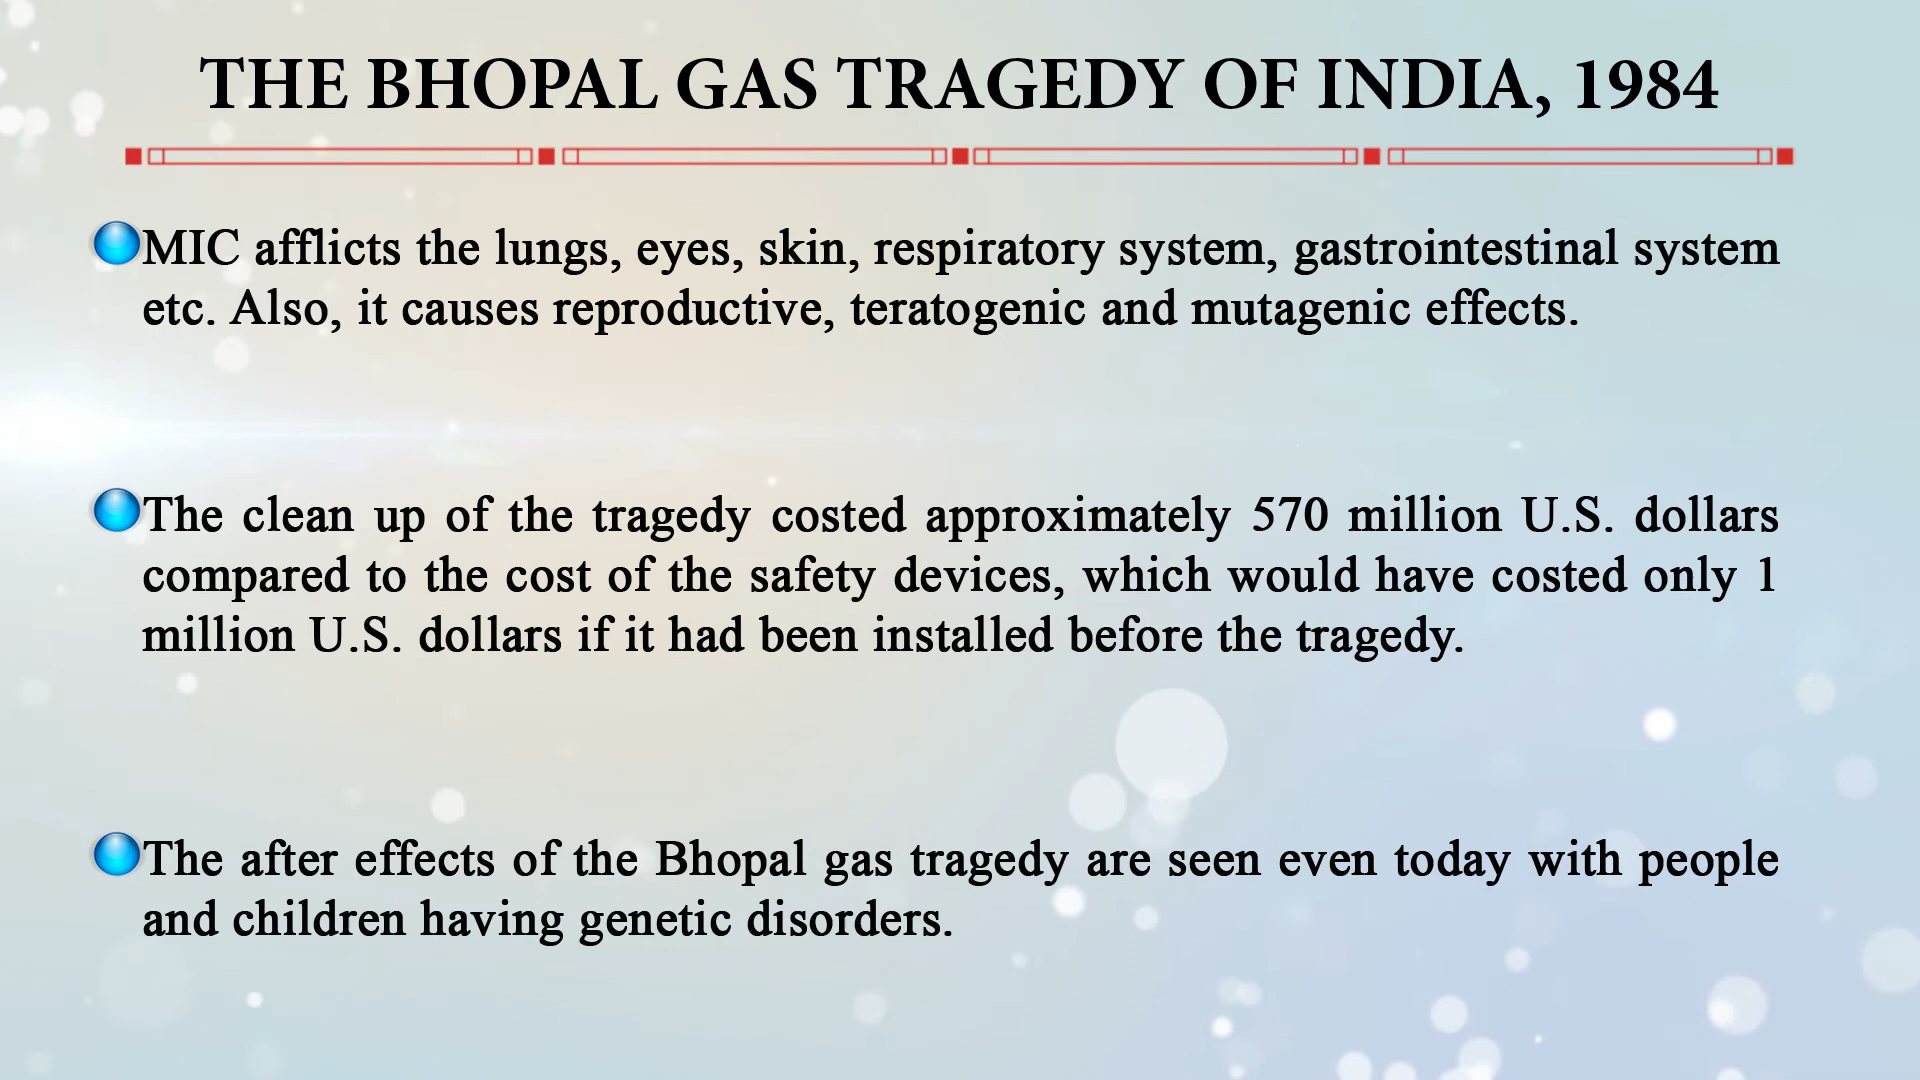 THE BHOPAL GAS TRAGEDY OF INDIA, 1984
MIC afflicts the lungs, eyes, skin, respiratory system, gastrointestinal system
etc. Also, it causes reproductive, teratogenic and mutagenic effects.
The clean up of the tragedy costed approximately 570 million U.S. dollars
compared to the cost of the safety devices, which would have costed only 1
million U.S. dollars if it had been installed before the tragedy.
The after effects of the Bhopal gas tragedy are seen even today with people
and children having genetic disorders.